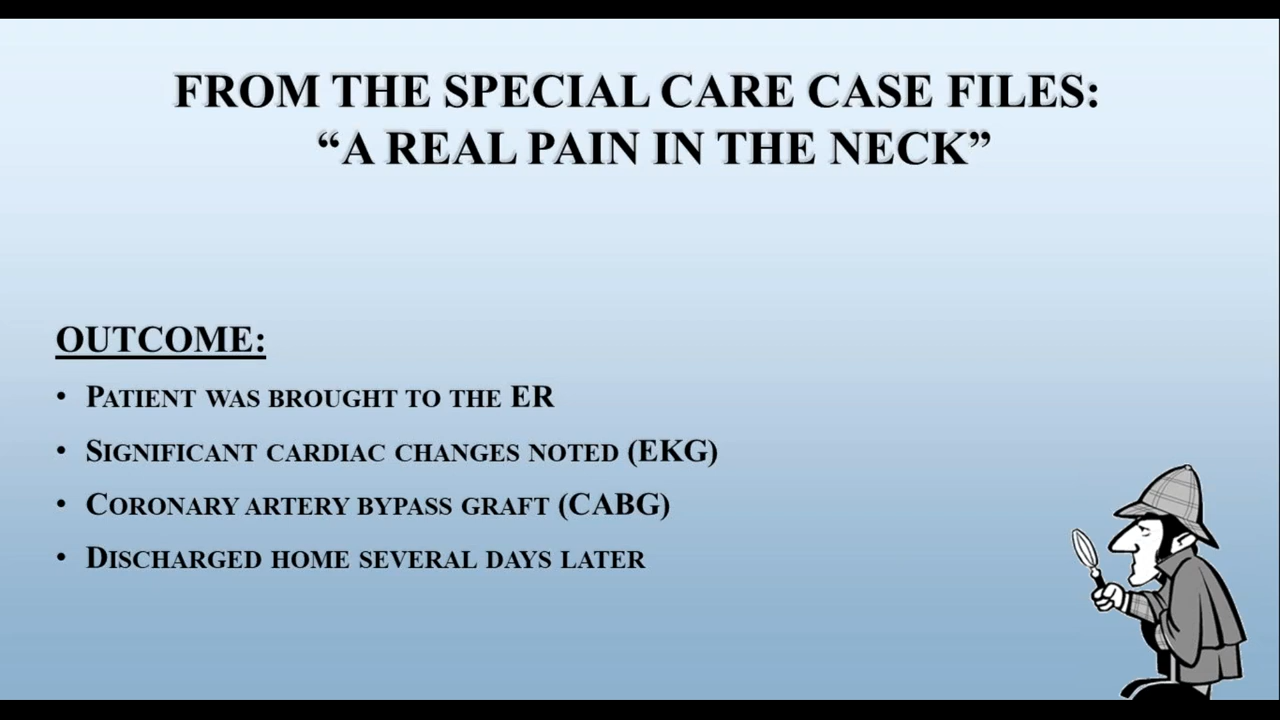 FROM THE SPECIAL CARE CASE FILES:
“A REAL PAIN IN THE NECK”
OUTCOME:
• PATIENT WAS BROUGHT TO THE ER
• SIGNIFICANT CARDIAC CHANGES NOTED (EKG)
• CORONARY ARTERY BYPASS GRAFT (CABG)
• DISCHARGED HOME SEVERAL DAYS LATER